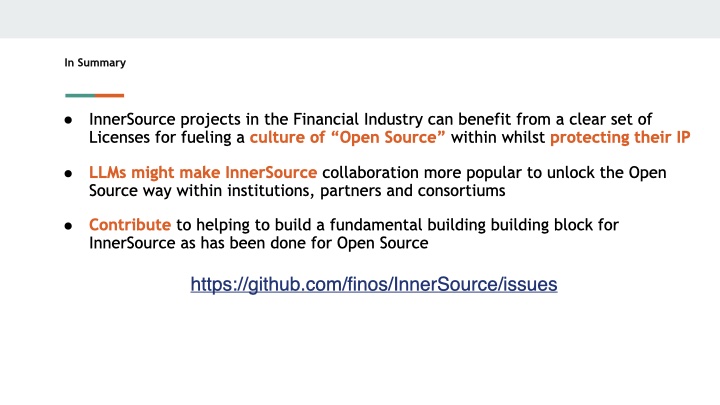 In Summary
● InnerSource projects in the Financial Industry can benefit from a clear set of
Licenses for fueling a culture of “Open Source” within whilst protecting their IP
● LLMs might make InnerSource collaboration more popular to unlock the Open
Source way within institutions, partners and consortiums
● Contribute to helping to build a fundamental building building block for
InnerSource as has been done for Open Source
https://github.com/finos/InnerSource/issues